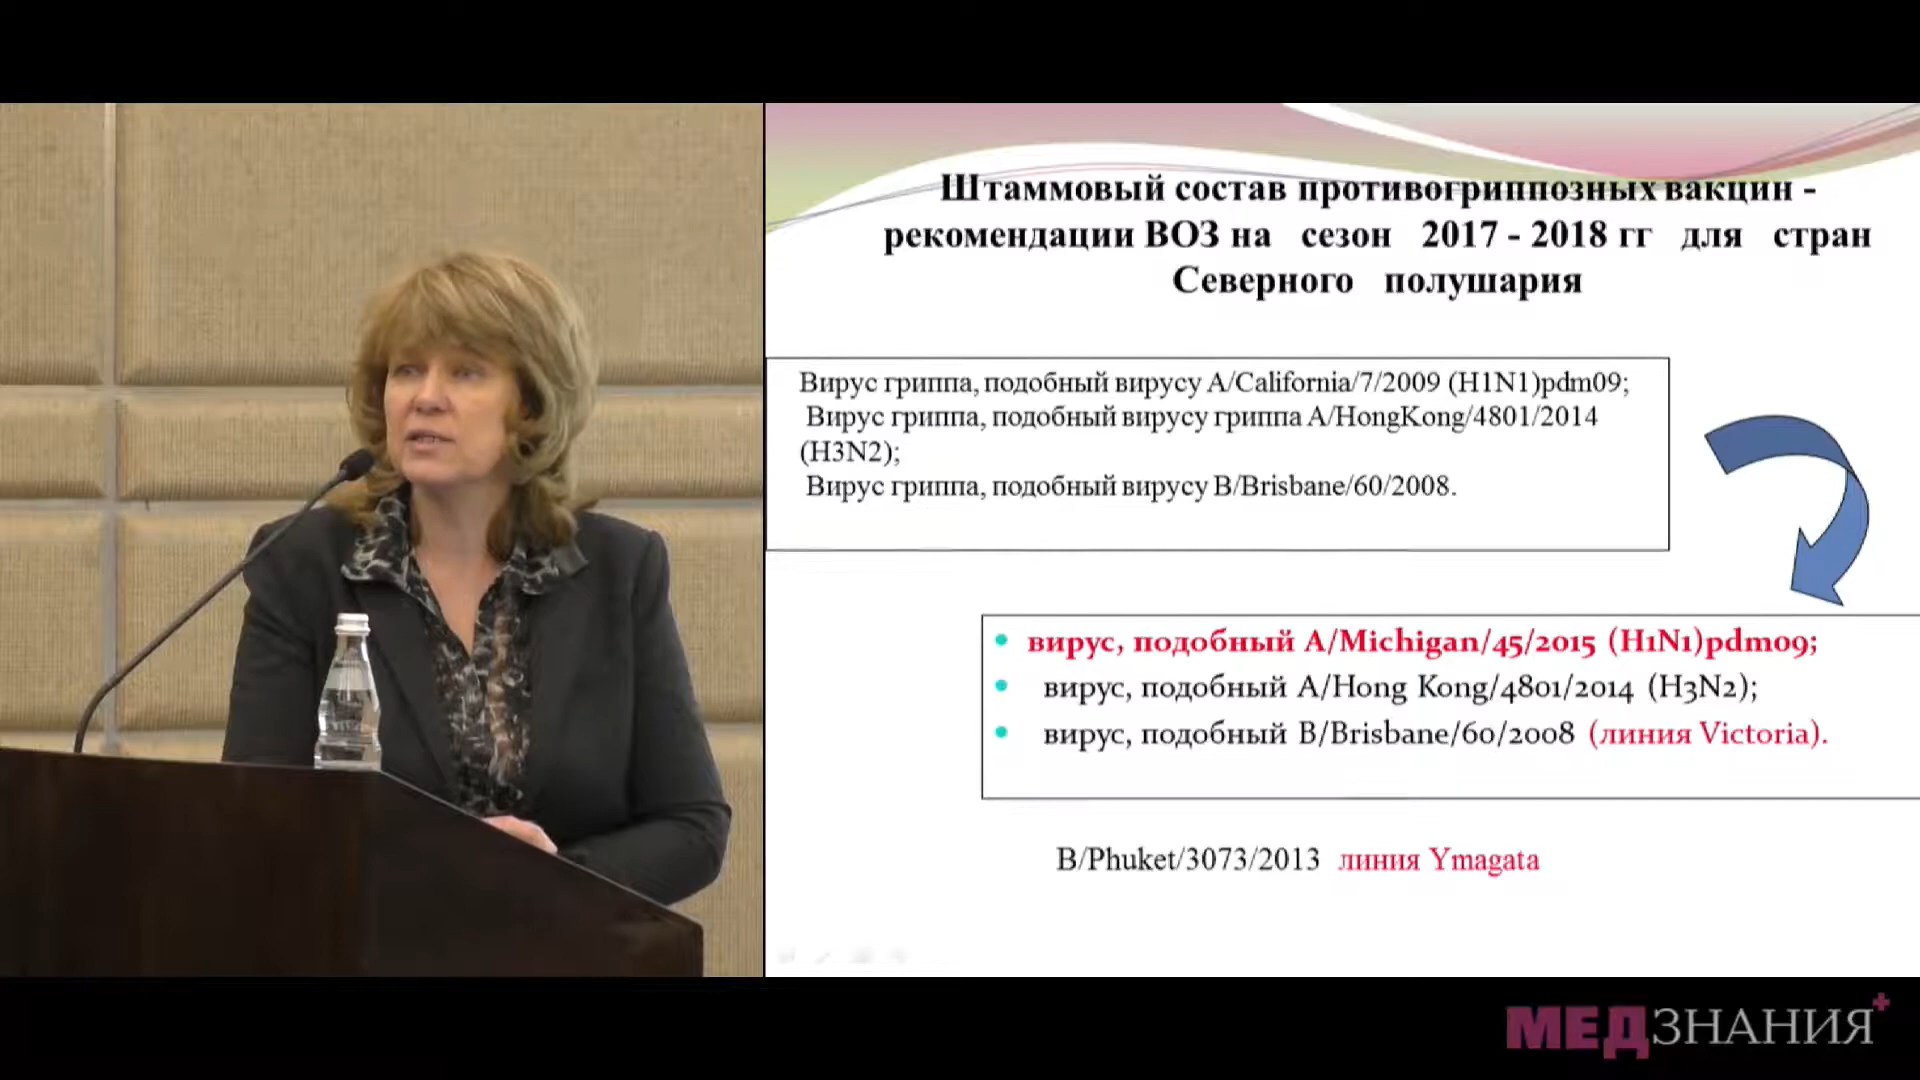 Штаммовый состав противогриппозных вакцин -
рекомендации ВОЗ на сезон 2017 - 2018 гг для стран
Северного полушария
Вирус гриппа, подобный вирусу A/California/7/2009 (H1N1)pdm09;
Вирус гриппа, подобный вирусу гриппа A/HongKong/4801/2014
(H3N2);
Вирус гриппа, подобный вирусу B/Brisbane/60/2008.
• вирус, подобный A/Michigan/45/2015 (H1N1)pdm09;
• вирус, подобный A/Hong Kong/4801/2014 (H3N2);
• вирус, подобный B/Brisbane/60/2008 (линия Victoria).
B/Phuket/3073/2013 линия Ymagata
МЕДЗНАНИЯ+